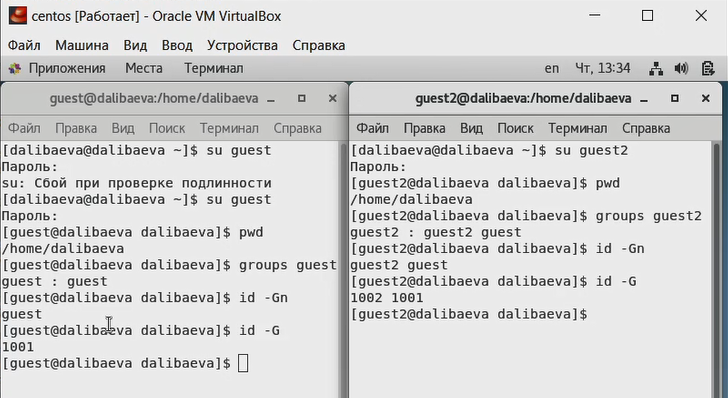 centos [Работает] - Oracle VM VirtualBox
Файл Машина Вид Ввод Устройства Справка
Приложения Места Терминал en Чт, 13:34
guest@dalibaeva:/home/dalibaeva
Файл Правка Вид Поиск Терминал Справка
[dalibaeva@dalibaeva ~]$ su guest
Пароль:
su: Сбой при проверке подлинности
[dalibaeva@dalibaeva ~]$ su guest
Пароль:
[guest@dalibaeva dalibaeva]$ pwd
/home/dalibaeva
[guest@dalibaeva dalibaeva]$ groups guest
guest : guest
[guest@dalibaeva dalibaeva]$ id -Gn
guest
[guest@dalibaeva dalibaeva]$ id -G
1001
[guest@dalibaeva dalibaeva]$
guest2@dalibaeva:/home/dalibaeva
Файл Правка Вид Поиск Терминал Справка
[dalibaeva@dalibaeva ~]$ su guest2
Пароль:
[guest2@dalibaeva dalibaeva]$ pwd
/home/dalibaeva
[guest2@dalibaeva dalibaeva]$ groups guest2
guest2 : guest2 guest
[guest2@dalibaeva dalibaeva]$ id -Gn
guest2 guest
[guest2@dalibaeva dalibaeva]$ id -G
1002 1001
[guest2@dalibaeva dalibaeva]$